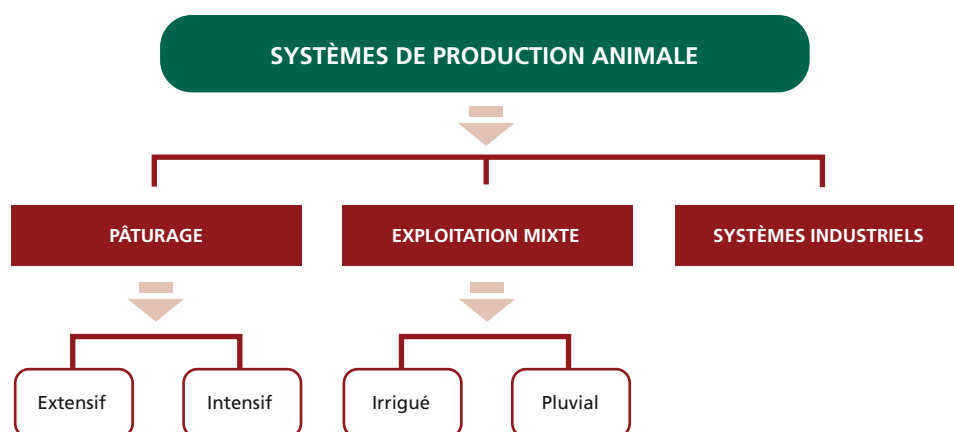 SYSTÈMES DE PRODUCTION ANIMALE
PÂTURAGE
EXPLOITATION MIXTE
SYSTÈMES INDUSTRIELS
Extensif
Intensif
Irrigué
Pluvial